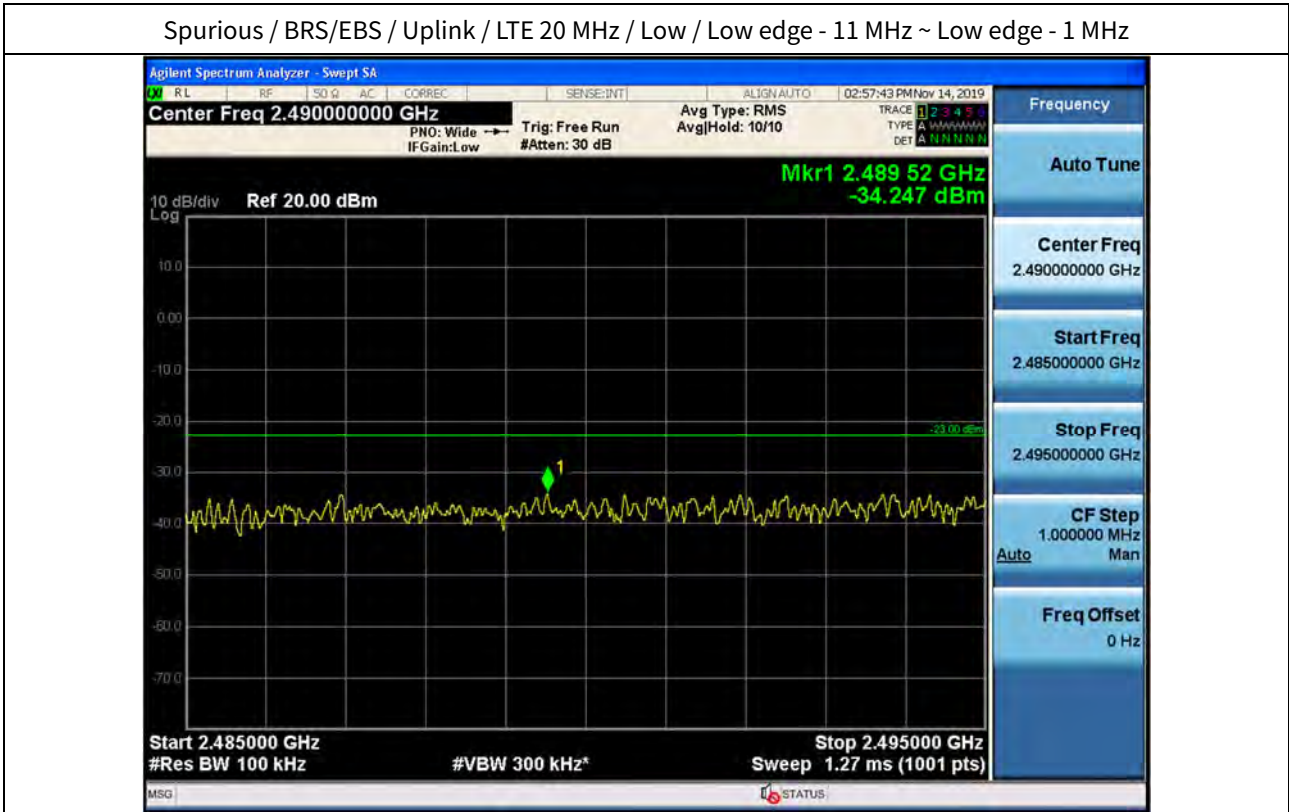 Spurious / BRS/EBS / Uplink / LTE 20 MHz / Low / Low edge - 11 MHz ~ Low edge - 1 MHz
Agilent Spectrum Analyzer - Swept SA
RL RF 50 Ω AC CORREC SENSE:INT ALIGN AUTO 02:57:43 PM Nov 14, 2019
Center Freq 2.490000000 GHz
PNO: Wide
IFGain:Low
Trig: Free Run
#Atten: 30 dB
Avg Type: RMS
Avg|Hold: 10/10
TRACE 1 2 3 4 5 6
TYPE A WWWWW
DET A N N N N N
Mkr1 2.489 52 GHz
-34.247 dBm
10 dB/div
Log
Ref 20.00 dBm
10.0
0.00
-10.0
-20.0
-23.00 dBm
-30.0
1
-40.0
-50.0
-60.0
-70.0
Start 2.485000 GHz
Stop 2.495000 GHz
#Res BW 100 kHz
#VBW 300 kHz*
Sweep 1.27 ms (1001 pts)
MSG
STATUS
Frequency
Auto Tune
Center Freq
2.490000000 GHz
Start Freq
2.485000000 GHz
Stop Freq
2.495000000 GHz
CF Step
1.000000 MHz
Auto Man
Freq Offset
0 Hz